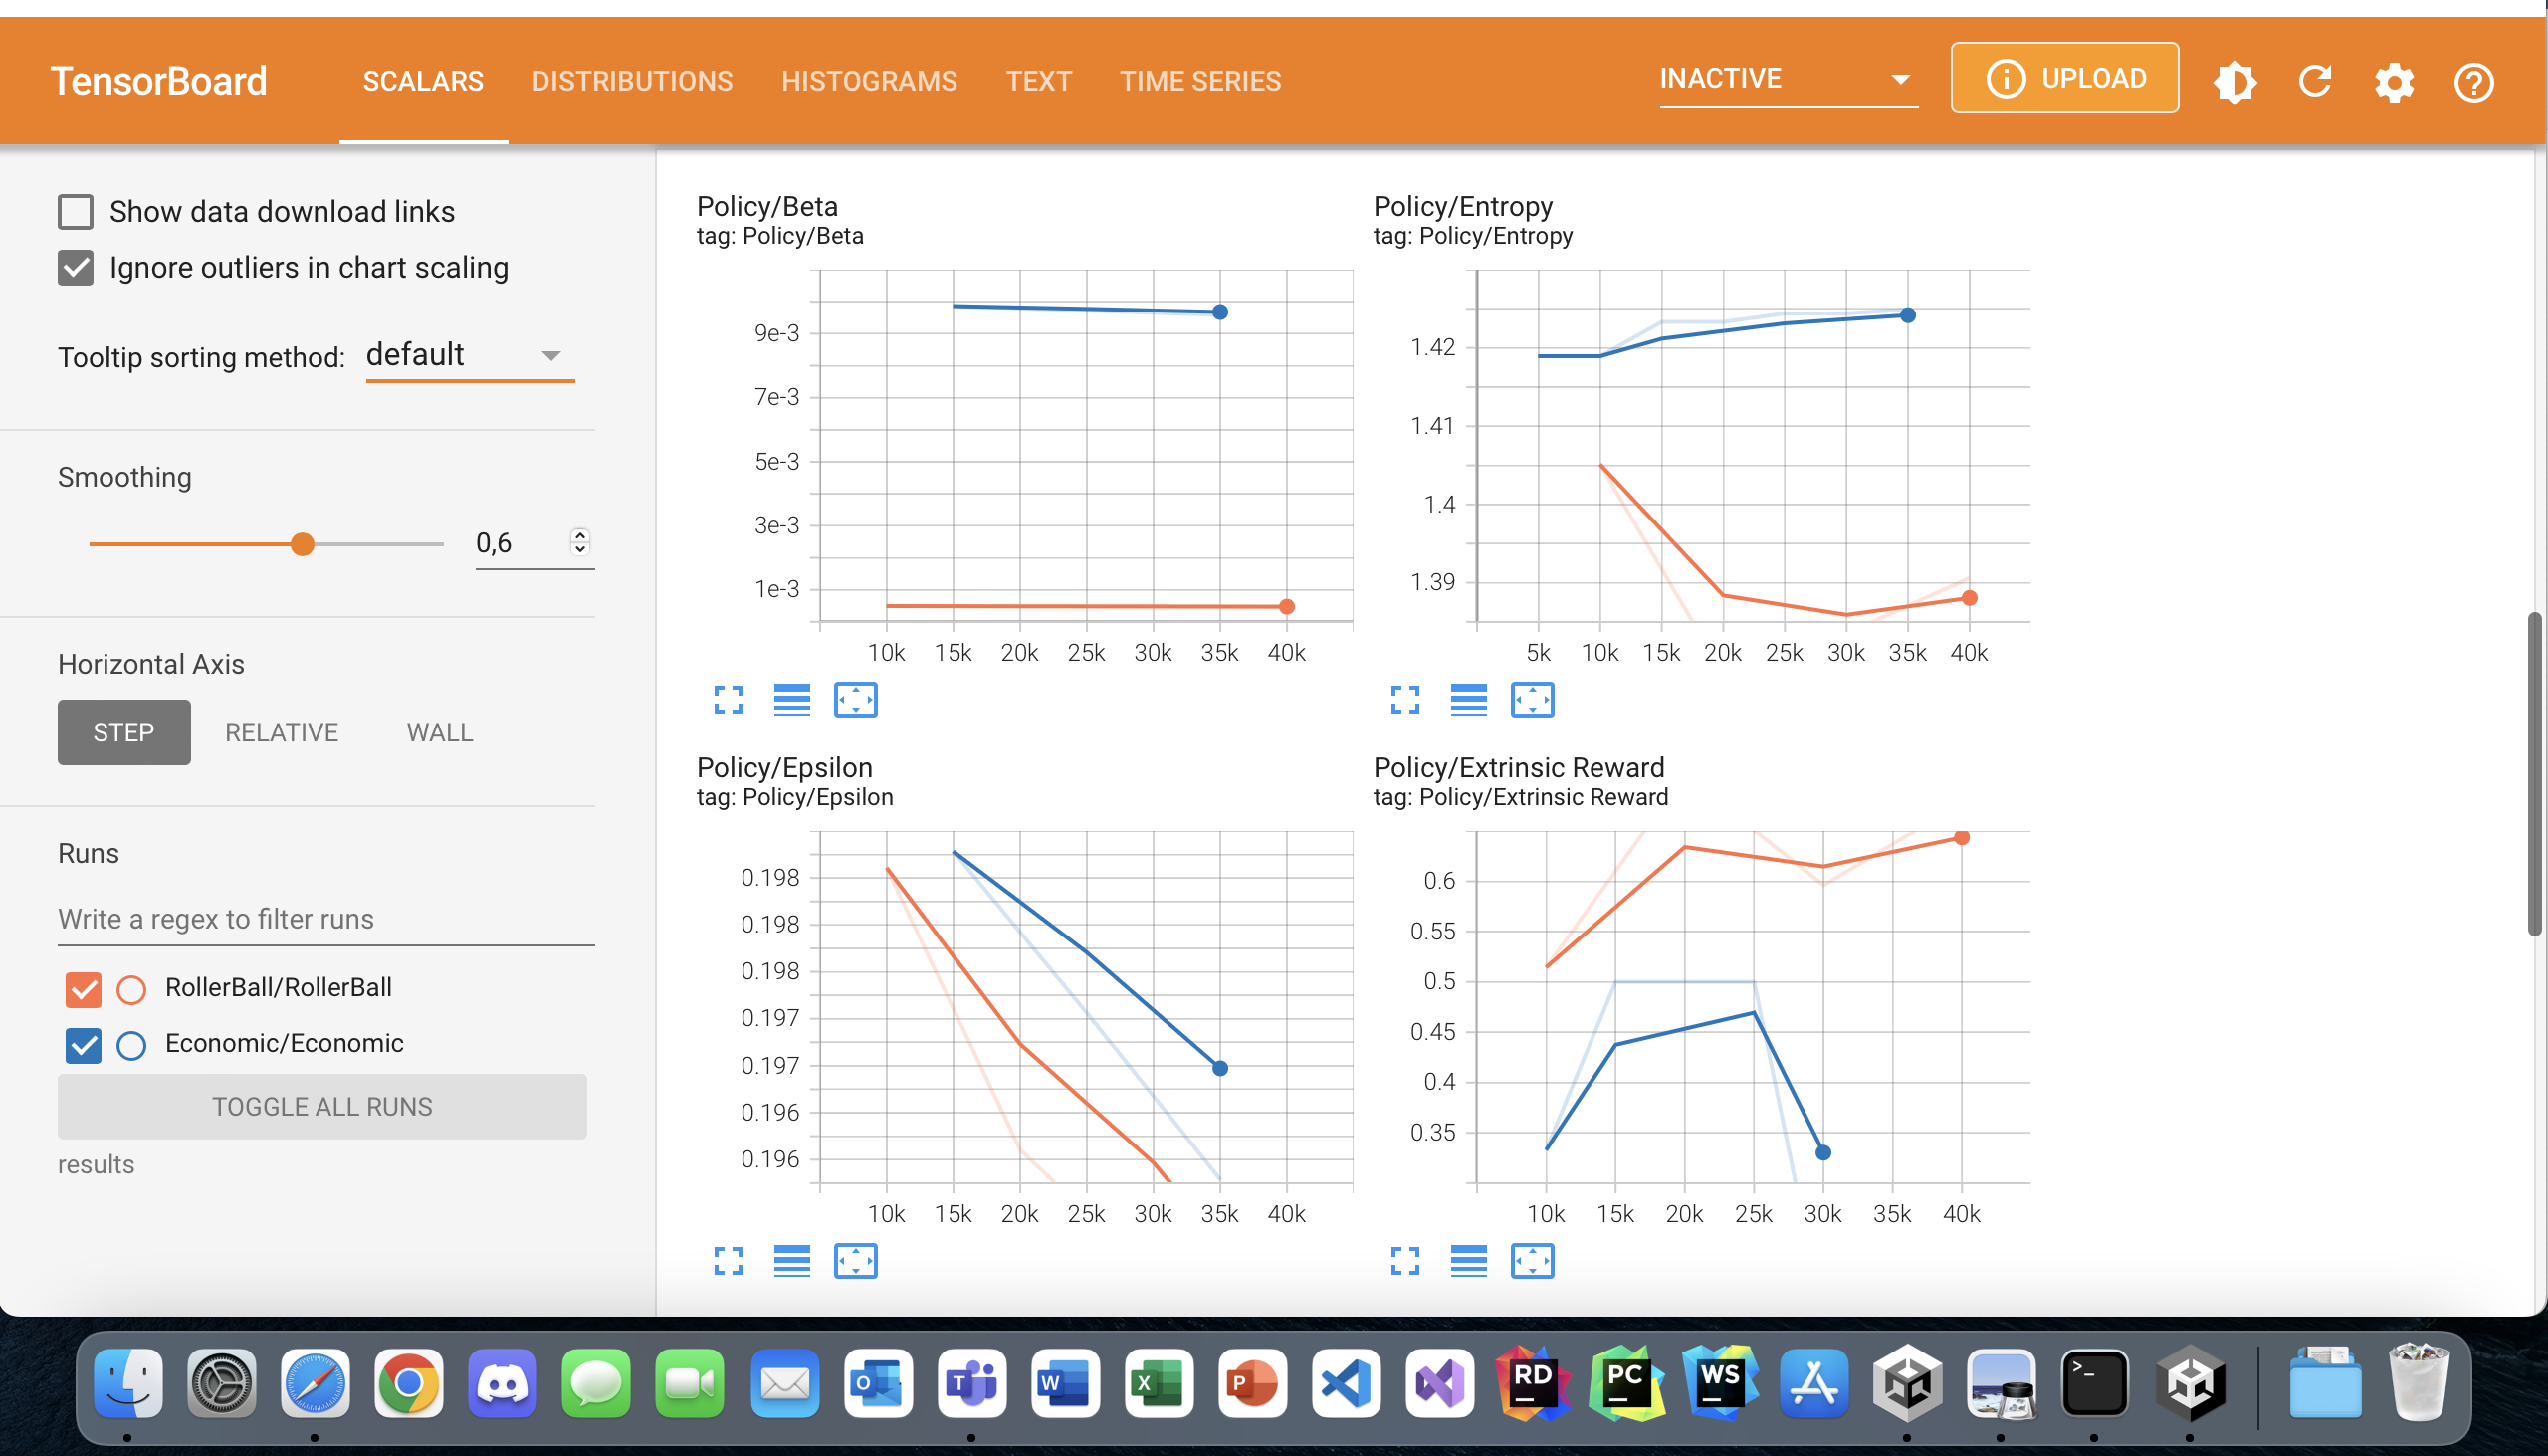 TensorBoard
SCALARS
DISTRIBUTIONS
HISTOGRAMS
TEXT
TIME SERIES
INACTIVE
UPLOAD
Show data download links
Ignore outliers in chart scaling
Tooltip sorting method: default
Smoothing
0,6
Horizontal Axis
STEP
RELATIVE
WALL
Runs
Write a regex to filter runs
RollerBall/RollerBall
Economic/Economic
TOGGLE ALL RUNS
results
Policy/Beta
tag: Policy/Beta
9e-3
7e-3
5e-3
3e-3
1e-3
10k 15k 20k 25k 30k 35k 40k
Policy/Entropy
tag: Policy/Entropy
1.42
1.41
1.4
1.39
5k 10k 15k 20k 25k 30k 35k 40k
Policy/Epsilon
tag: Policy/Epsilon
0.198
0.198
0.198
0.197
0.197
0.196
0.196
10k 15k 20k 25k 30k 35k 40k
Policy/Extrinsic Reward
tag: Policy/Extrinsic Reward
0.6
0.55
0.5
0.45
0.4
0.35
10k 15k 20k 25k 30k 35k 40k
O
T
W
X
P
RD
PC
WS
>_